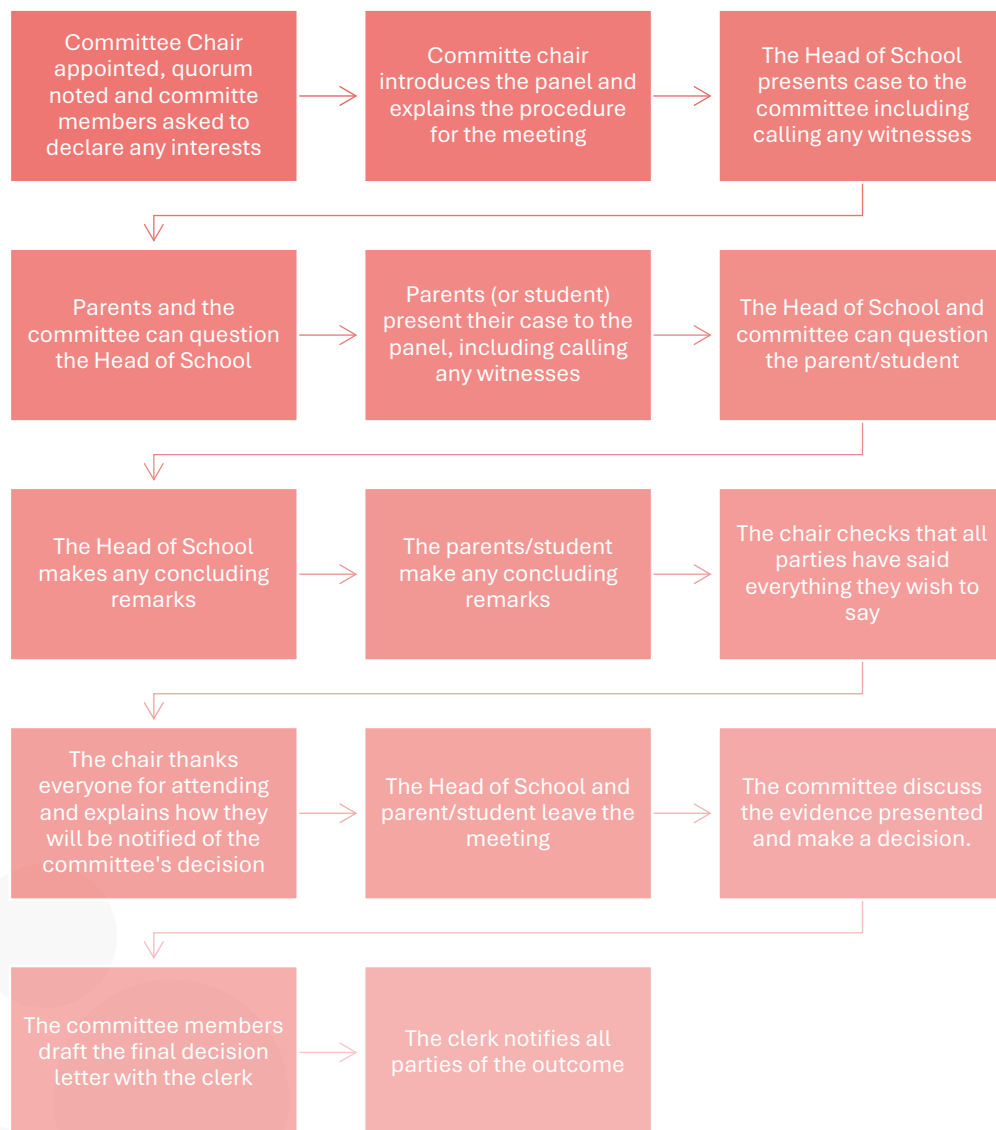 Committee Chair
appointed, quorum
noted and committe
members asked to
declare any interests
Committe chair
introduces the panel and
explains the procedure
for the meeting
The Head of School
presents case to the
committee including
calling any witnesses
Parents and the
committee can question
the Head of School
Parents (or student)
present their case to the
panel, including calling
any witnesses
The Head of School and
committee can question
the parent/student
The Head of School
makes any concluding
remarks
The parents/student
make any concluding
remarks
The chair checks that all
parties have said
everything they wish to
say
The chair thanks
everyone for attending
and explains how they
will be notified of the
committee's decision
The Head of School and
parent/student leave the
meeting
The committee discuss
the evidence presented
and make a decision.
The committee members
draft the final decision
letter with the clerk
The clerk notifies all
parties of the outcome